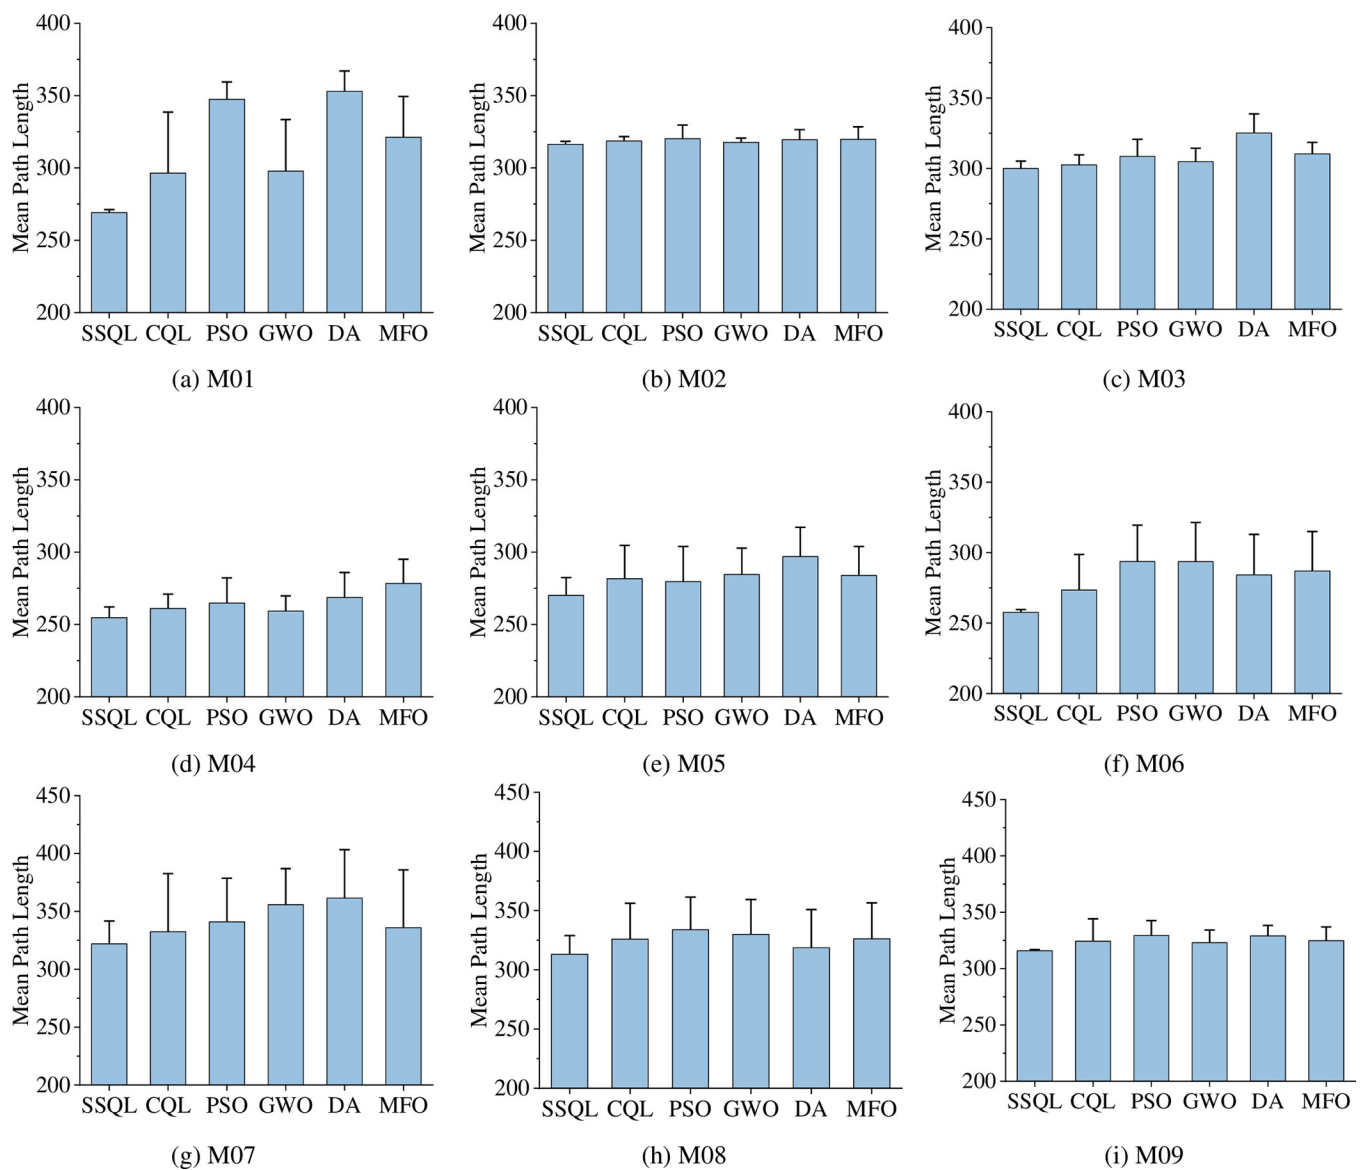 Mean Path Length
400
350
300
250
200
SSQL CQL PSO GWO DA MFO
(a) M01
Mean Path Length
400
350
300
250
200
SSQL CQL PSO GWO DA MFO
(b) M02
Mean Path Length
400
350
300
250
200
SSQL CQL PSO GWO DA MFO
(c) M03
Mean Path Length
400
350
300
250
200
SSQL CQL PSO GWO DA MFO
(d) M04
Mean Path Length
400
350
300
250
200
SSQL CQL PSO GWO DA MFO
(e) M05
Mean Path Length
400
350
300
250
200
SSQL CQL PSO GWO DA MFO
(f) M06
Mean Path Length
450
400
350
300
250
200
SSQL CQL PSO GWO DA MFO
(g) M07
Mean Path Length
450
400
350
300
250
200
SSQL CQL PSO GWO DA MFO
(h) M08
Mean Path Length
450
400
350
300
250
200
SSQL CQL PSO GWO DA MFO
(i) M09